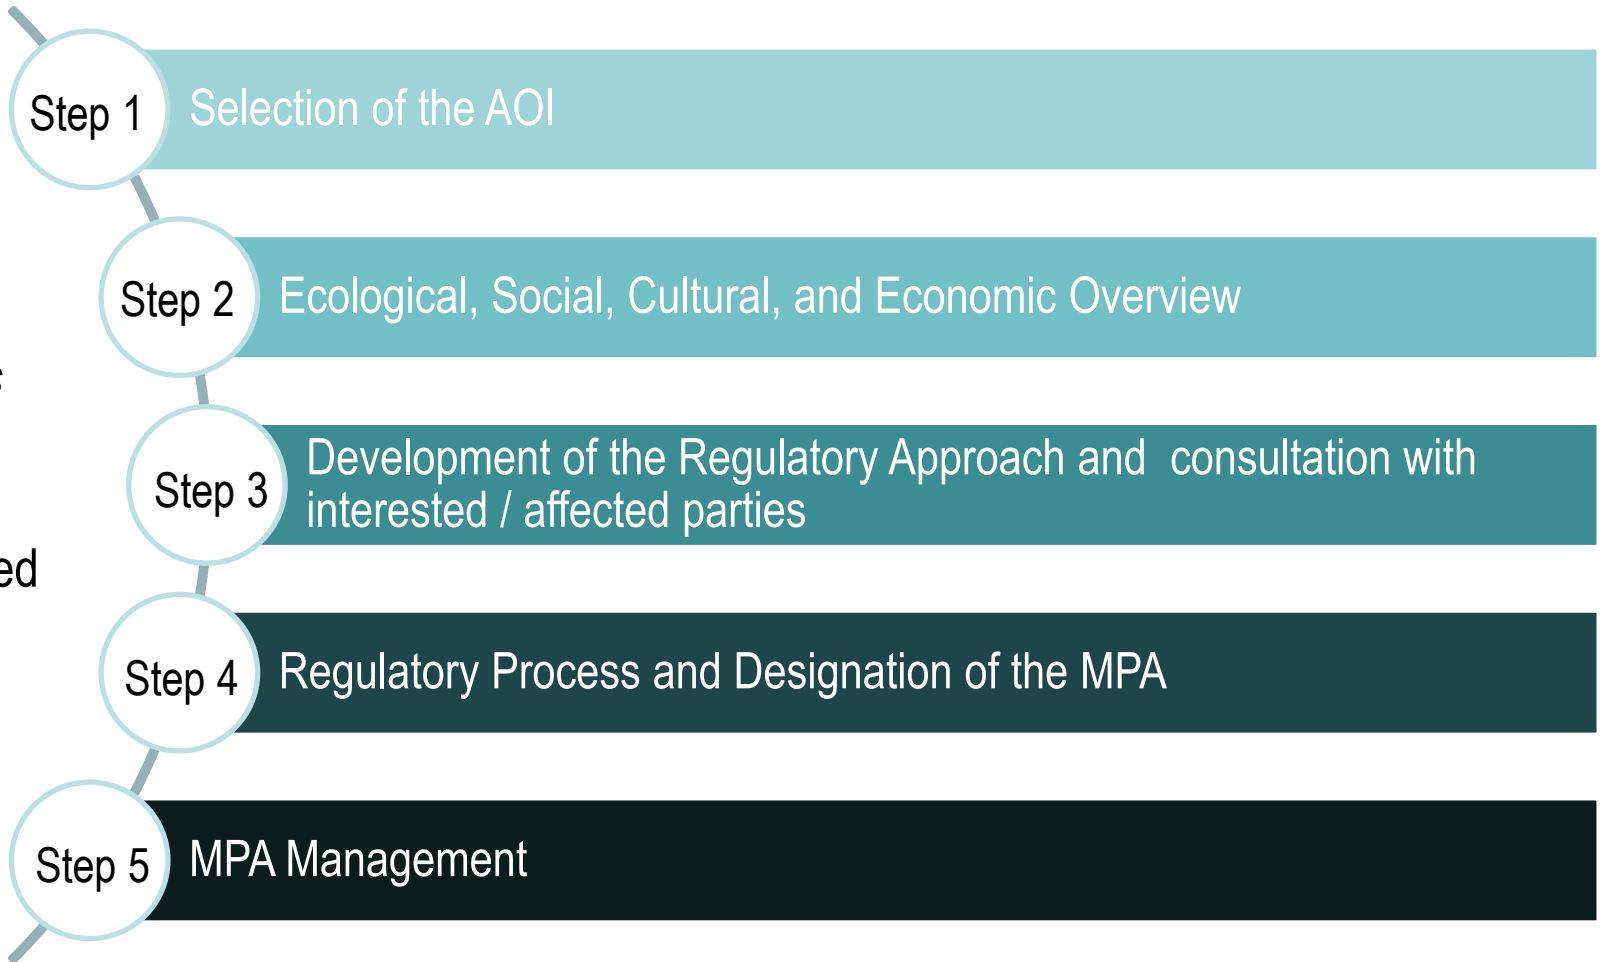 Step 1
Selection of the AOI
Step 2
Ecological, Social, Cultural, and Economic Overview
s
Step 3
Development of the Regulatory Approach and  consultation with
interested / affected parties
ed
Step 4
Regulatory Process and Designation of the MPA
Step 5
MPA Management